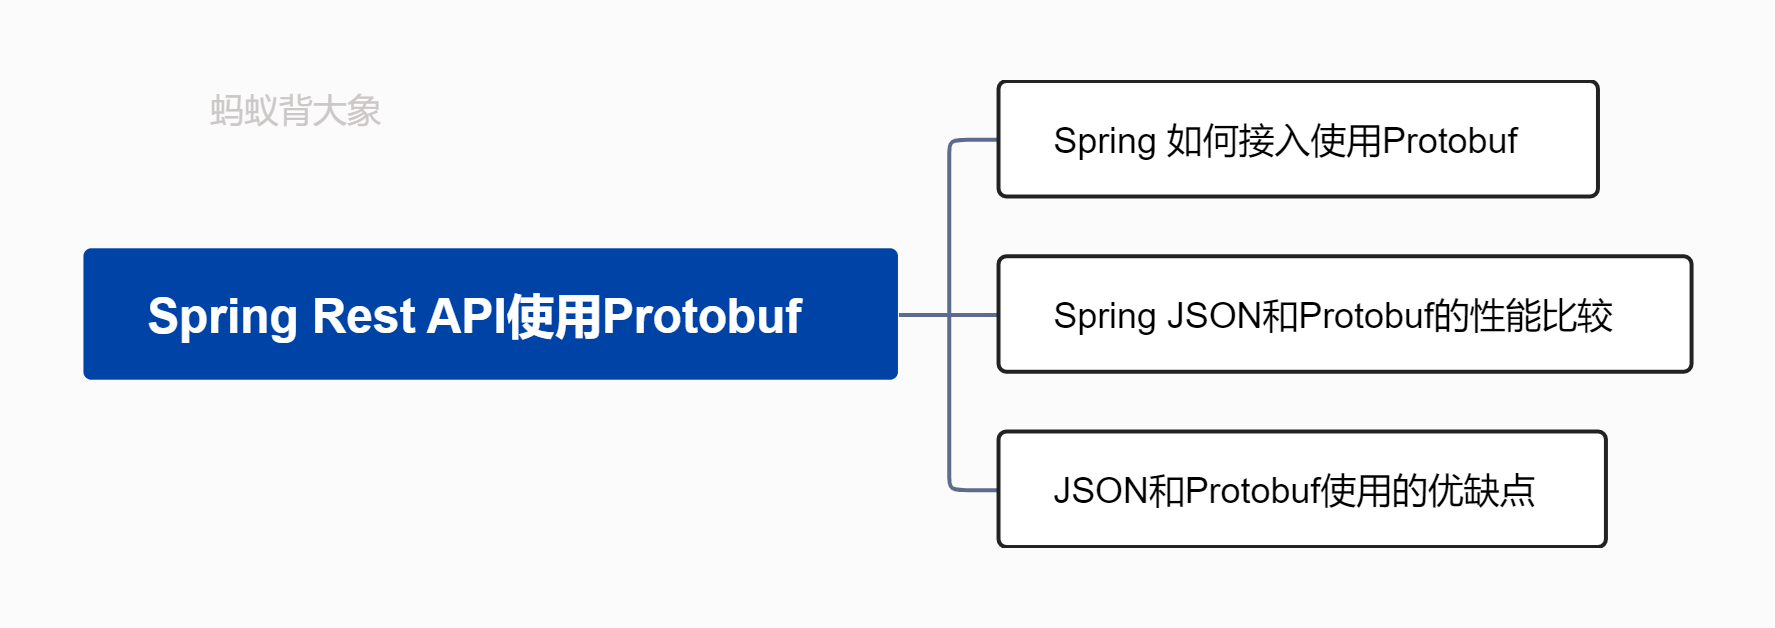 蚂蚁背大象
Spring Rest API使用Protobuf
Spring 如何接入使用Protobuf
Spring JSON和Protobuf的性能比较
JSON和Protobuf使用的优缺点